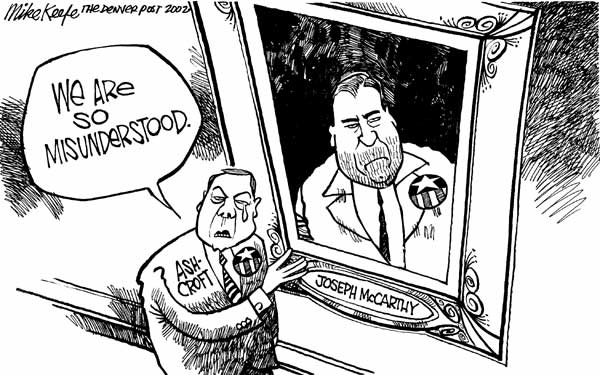 Mike Keefe THE DENVER POST 2002
WE ARE
SO
MISUNDERSTOOD.
ASH-
CROFT
JOSEPH McCARTHY